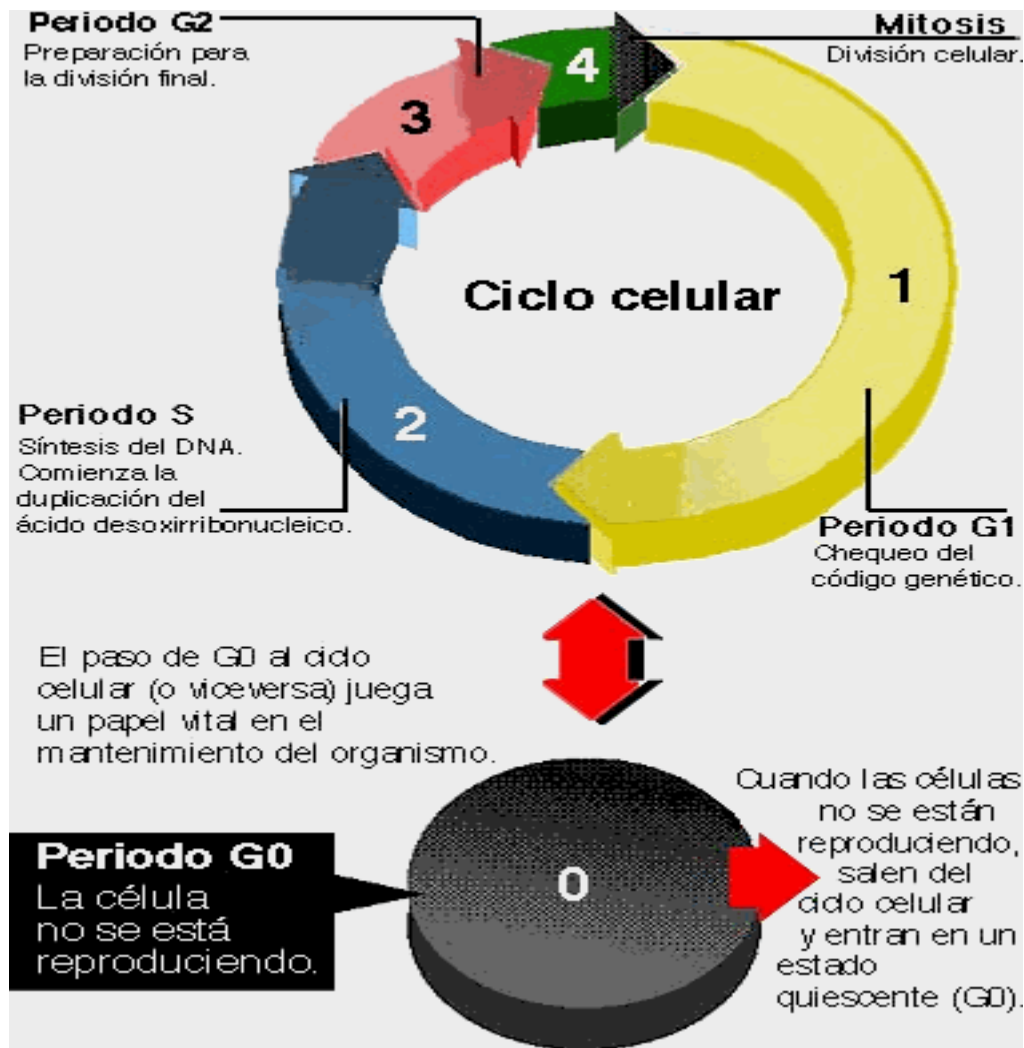 Periodo G2
Preparación para
la división final.
Mitosis
División celular.
4
3
1
Ciclo celular
2
Periodo S
Síntesis del DNA.
Comienza la
duplicación del
ácido desoxirribonucleico.
Periodo G1
Chequeo del
código genético.
El paso de G0 al ciclo
celular (o viceversa) juega
un papel vital en el
mantenimiento del organismo.
Periodo G0
La célula
no se está
reproduciendo.
0
Cuando las células
no se están
reproduciendo,
salen del
ciclo celular
y entran en un
estado
quiescente (G0).